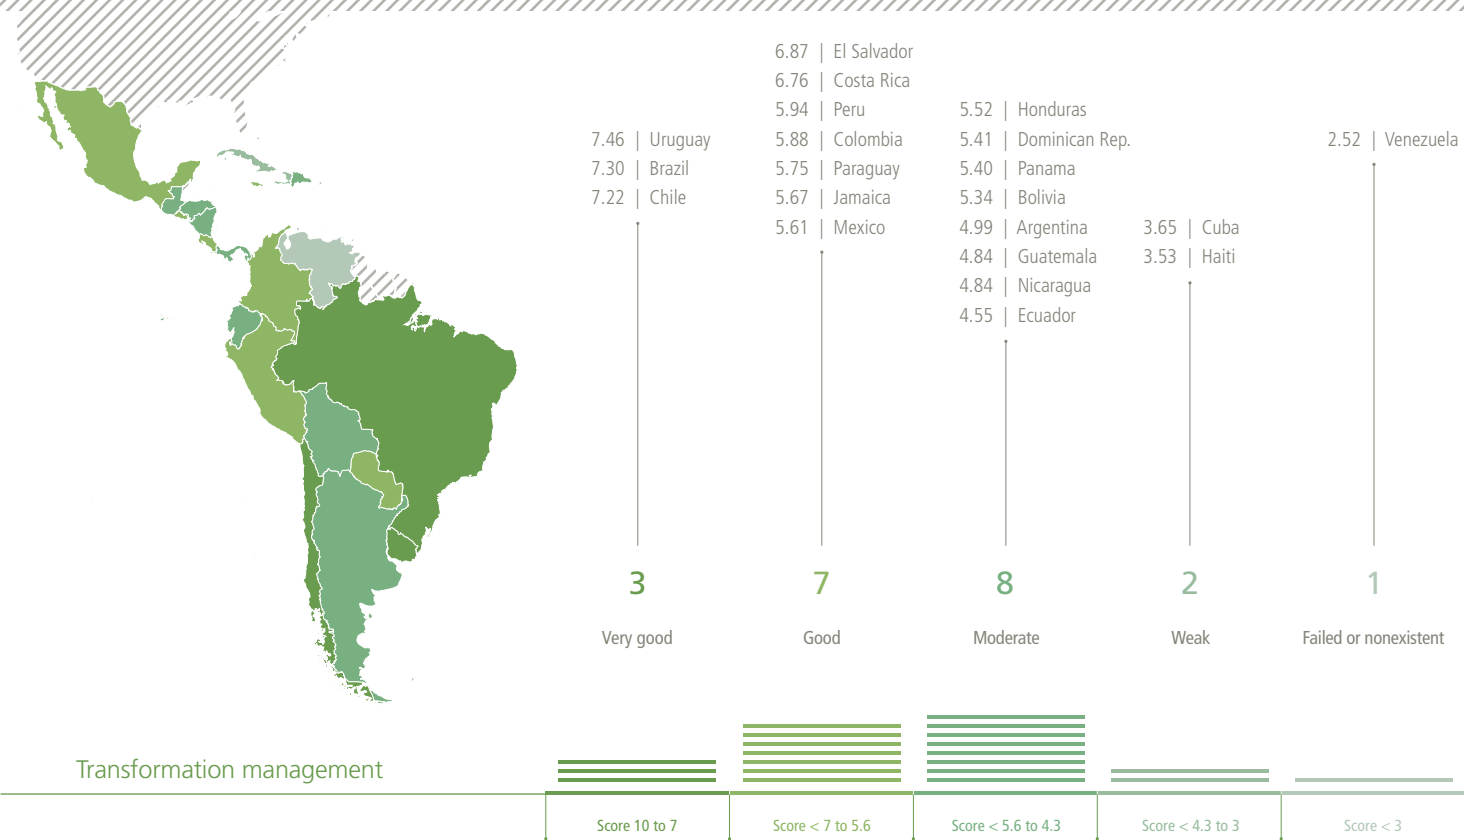 7.46 | Uruguay
7.30 | Brazil
7.22 | Chile
6.87 | El Salvador
6.76 | Costa Rica
5.94 | Peru
5.88 | Colombia
5.75 | Paraguay
5.67 | Jamaica
5.61 | Mexico
5.52 | Honduras
5.41 | Dominican Rep.
5.40 | Panama
5.34 | Bolivia
4.99 | Argentina
4.84 | Guatemala
4.84 | Nicaragua
4.55 | Ecuador
3.65 | Cuba
3.53 | Haiti
2.52 | Venezuela
3
7
8
2
1
Very good
Good
Moderate
Weak
Failed or nonexistent
Transformation management
Score 10 to 7
Score < 7 to 5.6
Score < 5.6 to 4.3
Score < 4.3 to 3
Score < 3